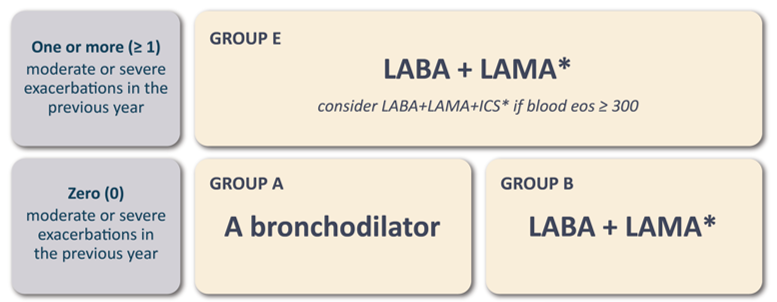 One or more (≥ 1)
moderate or severe
exacerbations in the
previous year
GROUP E
LABA + LAMA*
consider LABA+LAMA+ICS* if blood eos ≥ 300
Zero (0)
moderate or severe
exacerbations in
the previous year
GROUP A
A bronchodilator
GROUP B
LABA + LAMA*